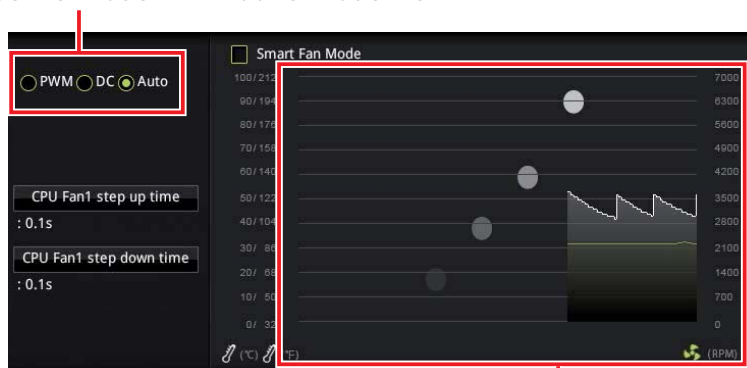 Smart Fan Mode
PWM DC Auto
100/212 7000
90/194 6300
80/176 5600
70/158 4900
60/140 4200
CPU Fan1 step up time
50/122 3500
: 0.1s
40/104 2800
30/ 86 2100
CPU Fan1 step down time
20/ 68 1400
: 0.1s
10/ 50 700
0/ 32 0
(°C) (°F) (RPM)